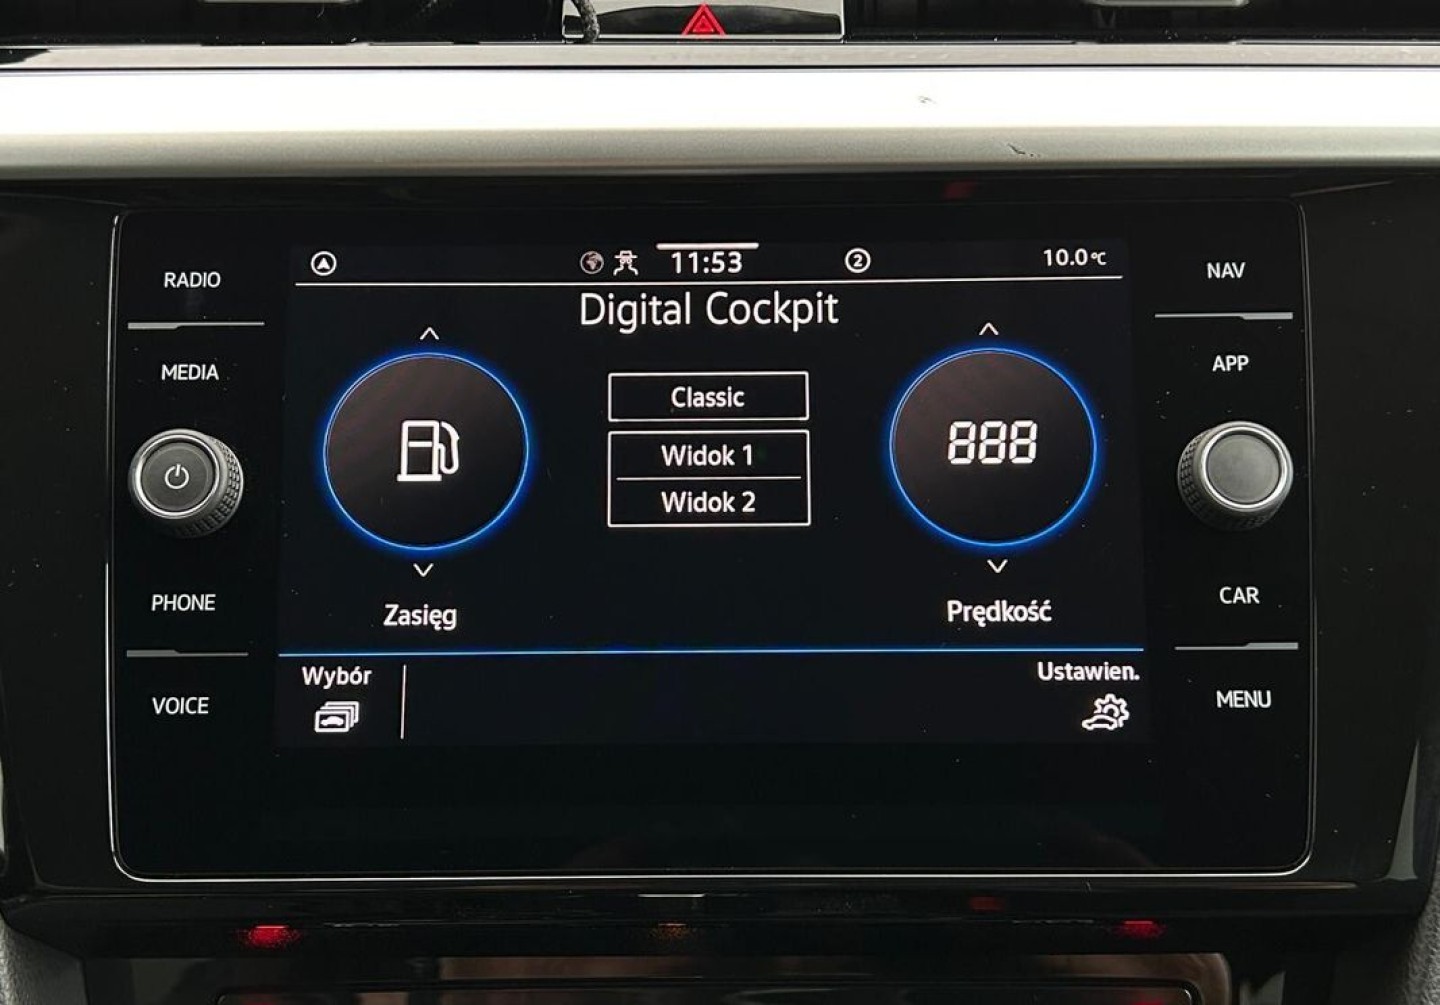 RADIO
MEDIA
PHONE
VOICE
11:53
2
10.0°C
Digital Cockpit
Classic
Widok 1
Widok 2
888
Zasięg
Prędkość
Wybór
Ustawien.
NAV
APP
CAR
MENU